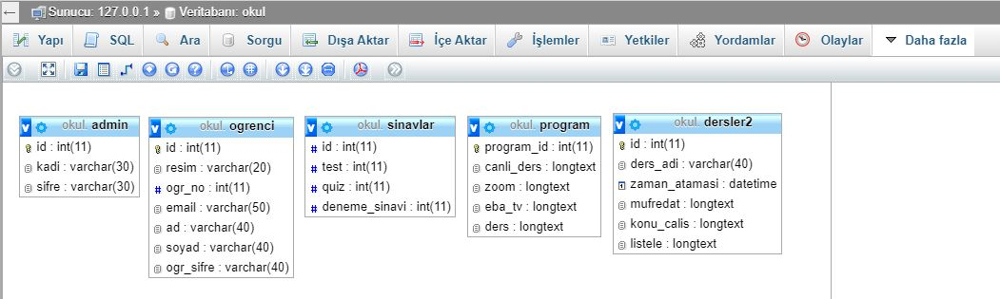 Sunucu: 127.0.0.1 » Veritabanı: okul
Yapı SQL Ara Sorgu Dışa Aktar İçe Aktar İşlemler Yetkiler Yordamlar Olaylar Daha fazla
v okul. admin
id : int(11)
kadi : varchar(30)
sifre : varchar(30)
v okul. ogrenci
id : int(11)
resim : varchar(20)
# ogr_no : int(11)
email : varchar(50)
ad : varchar(40)
soyad : varchar(40)
ogr_sifre : varchar(40)
v okul. sinavlar
# id : int(11)
# test : int(11)
# quiz : int(11)
# deneme_sinavi : int(11)
v okul. program
program_id : int(11)
canli_ders : longtext
zoom : longtext
eba_tv : longtext
ders : longtext
v okul. dersler2
id : int(11)
ders_adi : varchar(40)
zaman_atamasi : datetime
mufredat : longtext
konu_calis : longtext
listele : longtext